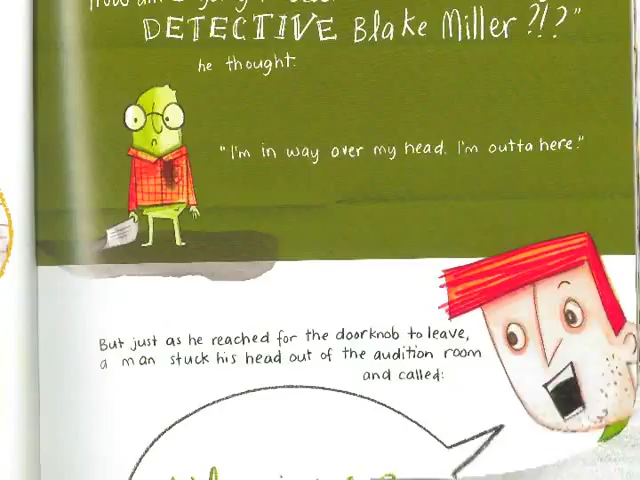 DETECTIVE Blake Miller ?!?"
he thought.
"I'm in way over my head. I'm outta here."
But just as he reached for the doorknob to leave,
a man stuck his head out of the audition room
and called: